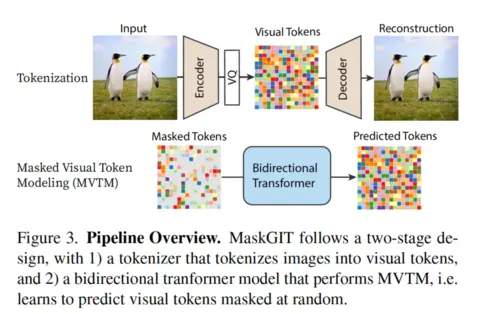 Input
Visual Tokens
Reconstruction
Tokenization
Encoder
VQ
Decoder
Masked Tokens
Predicted Tokens
Masked Visual Token
Modeling (MVTM)
Bidirectional
Transformer
Figure 3. Pipeline Overview. MaskGIT follows a two-stage de-
sign, with 1) a tokenizer that tokenizes images into visual tokens,
and 2) a bidirectional tranformer model that performs MVTM, i.e.
learns to predict visual tokens masked at random.